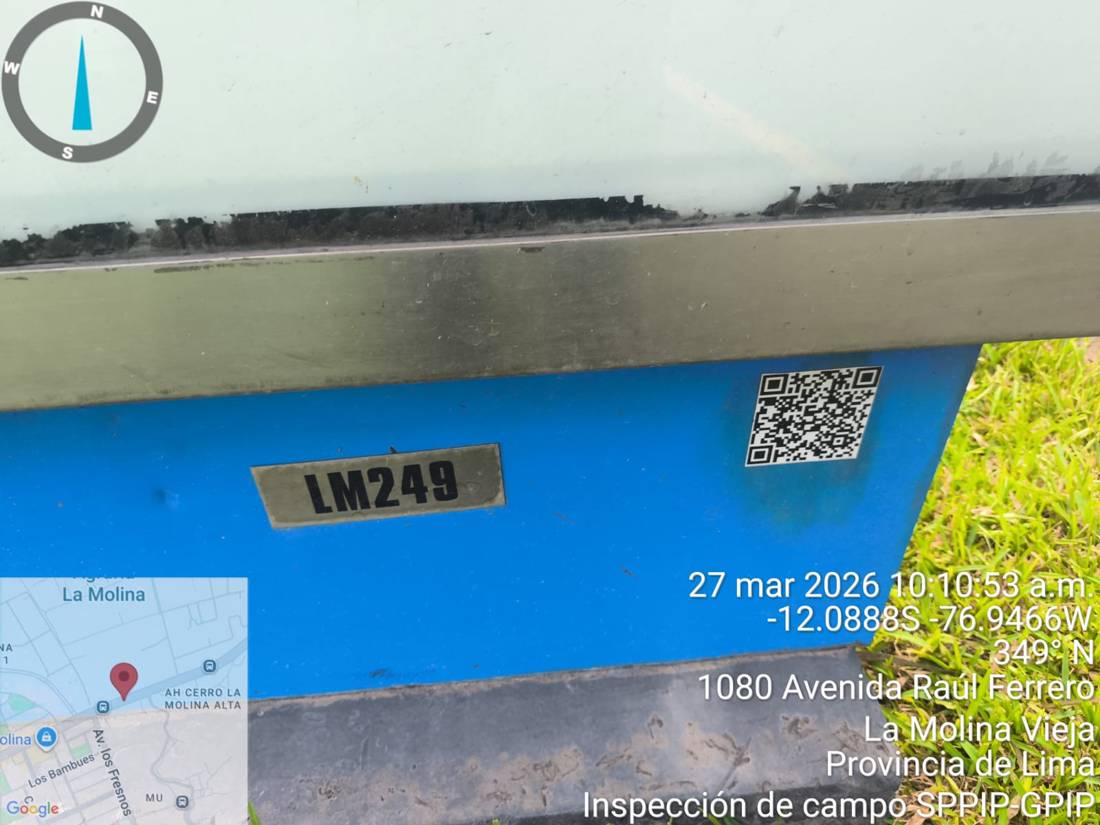 N
W
E
S
LM249
La Molina
AH CERRO LA
MOLINA ALTA
olina
Av. los Fresnos
Los Bambues
MU
Google
27 mar 2026 10:10:53 a.m.
-12.0888S -76.9466W
349° N
1080 Avenida Raúl Ferrero
La Molina Vieja
Provincia de Lima
Inspección de campo SPPIP-GPIP